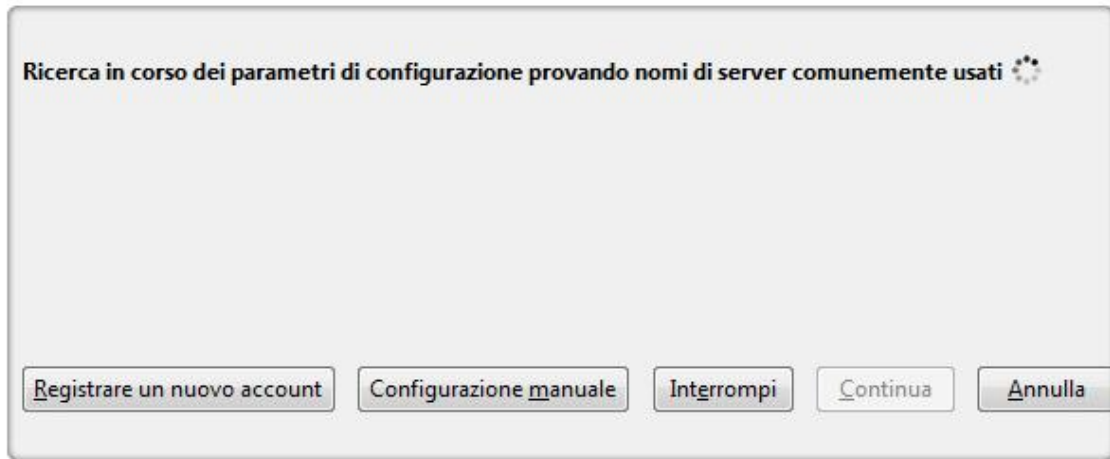 Ricerca in corso dei parametri di configurazione provando nomi di server comunemente usati
Registrare un nuovo account Configurazione manuale Interrompi Continua Annulla